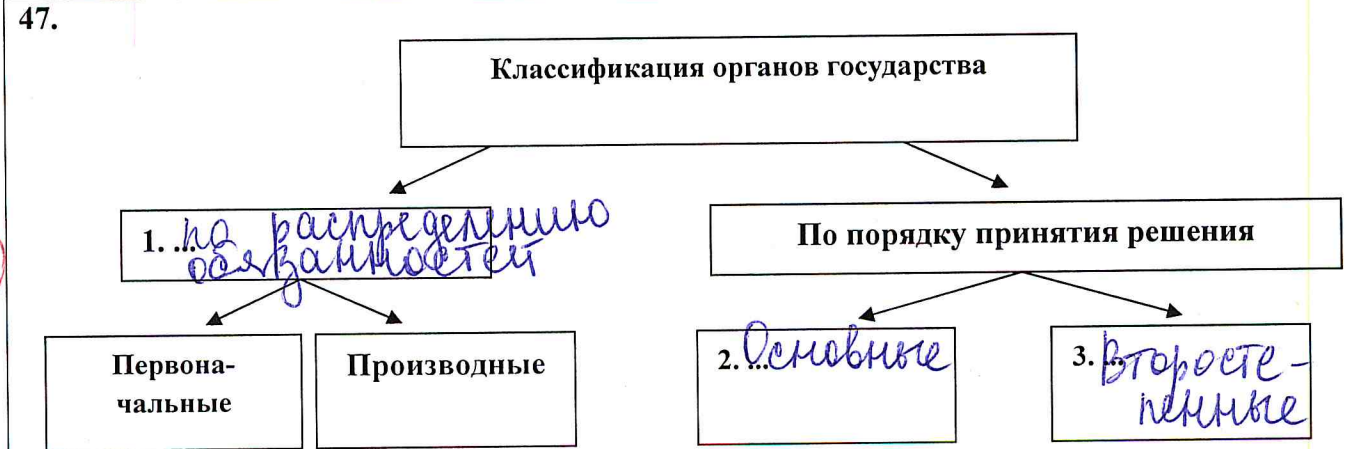 47.
Классификация органов государства
1. ... по распределению
обязанностей
По порядку принятия решения
Первона-
чальные
Производные
2. ... Основные
3. ... Второсте-
пенные